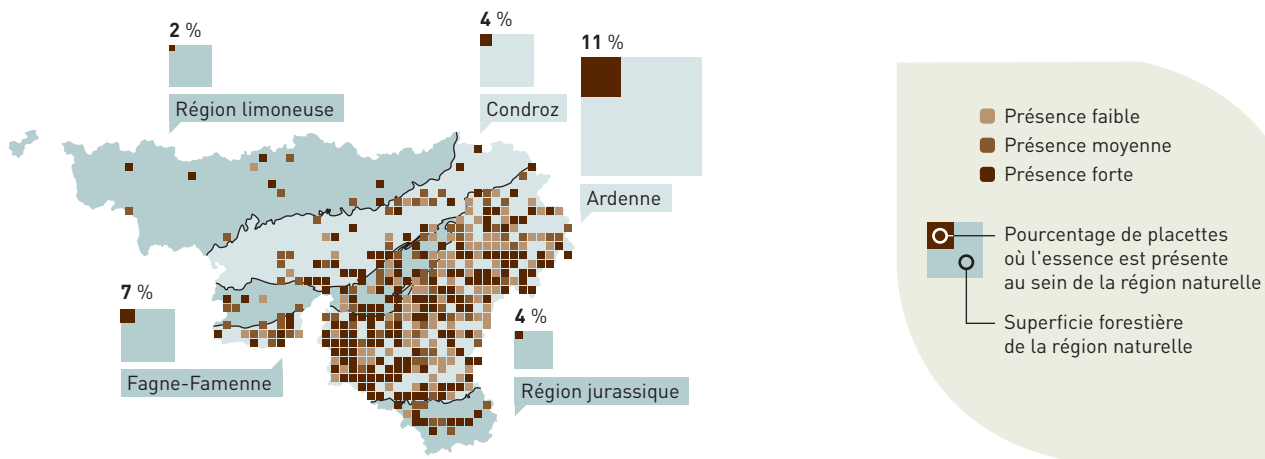 2 %
Région limoneuse
4 %
Condroz
11 %
Ardenne
7 %
Fagne-Famenne
4 %
Région jurassique
Présence faible
Présence moyenne
Présence forte
Pourcentage de placettes
où l'essence est présente
au sein de la région naturelle
Superficie forestière
de la région naturelle